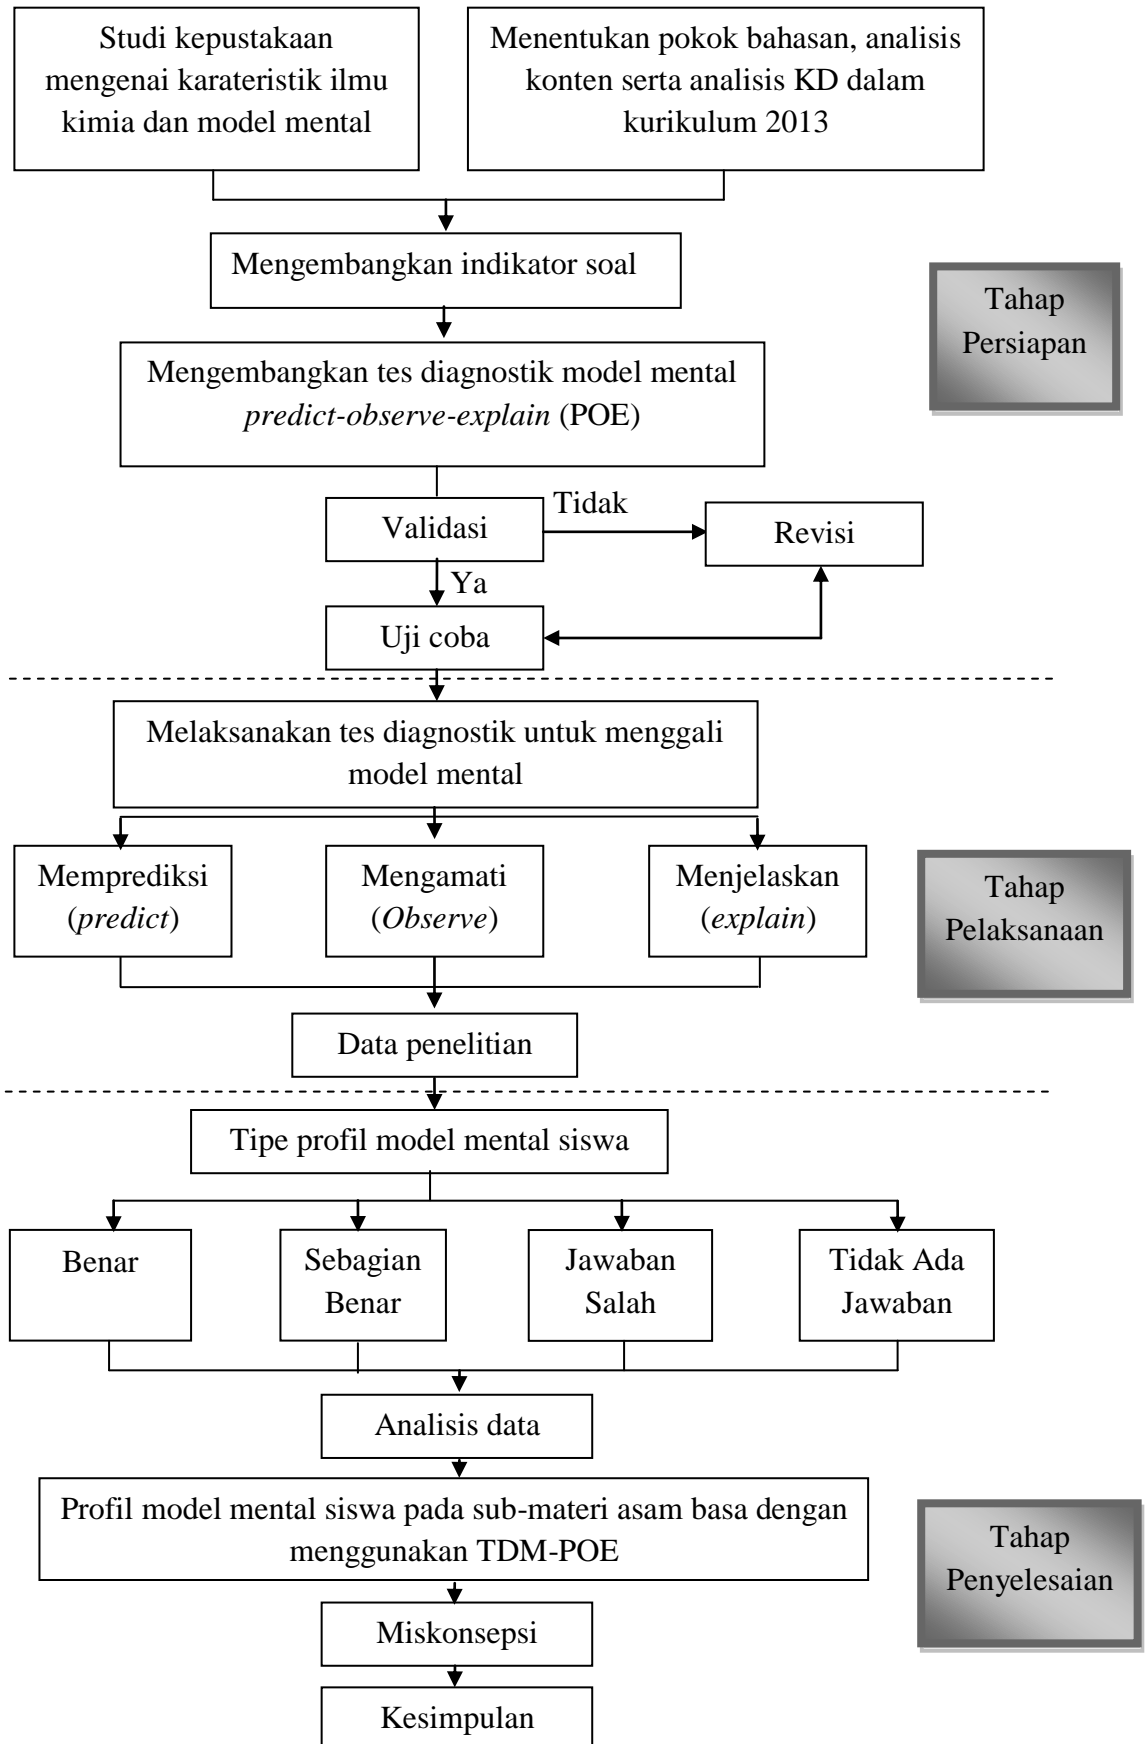 Studi kepustakaan
mengenai karateristik ilmu
kimia dan model mental
Menentukan pokok bahasan, analisis
konten serta analisis KD dalam
kurikulum 2013
Mengembangkan indikator soal
Tahap
Persiapan
Mengembangkan tes diagnostik model mental
predict-observe-explain (POE)
Validasi
Tidak
Revisi
Ya
Uji coba
Melaksanakan tes diagnostik untuk menggali
model mental
Memprediksi
(predict)
Mengamati
(Observe)
Menjelaskan
(explain)
Tahap
Pelaksanaan
Data penelitian
Tipe profil model mental siswa
Benar
Sebagian
Benar
Jawaban
Salah
Tidak Ada
Jawaban
Analisis data
Profil model mental siswa pada sub-materi asam basa dengan
menggunakan TDM-POE
Tahap
Penyelesaian
Miskonsepsi
Kesimpulan